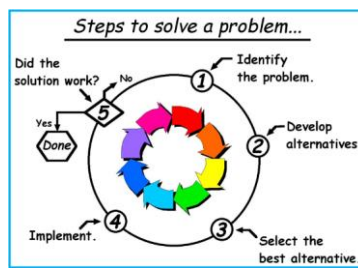 Steps to solve a problem...
Did the
solution work?
No
1
Identify
the problem.
5
Yes
Done
2
Develop
alternatives
4
Implement.
3
Select the
best alternative.